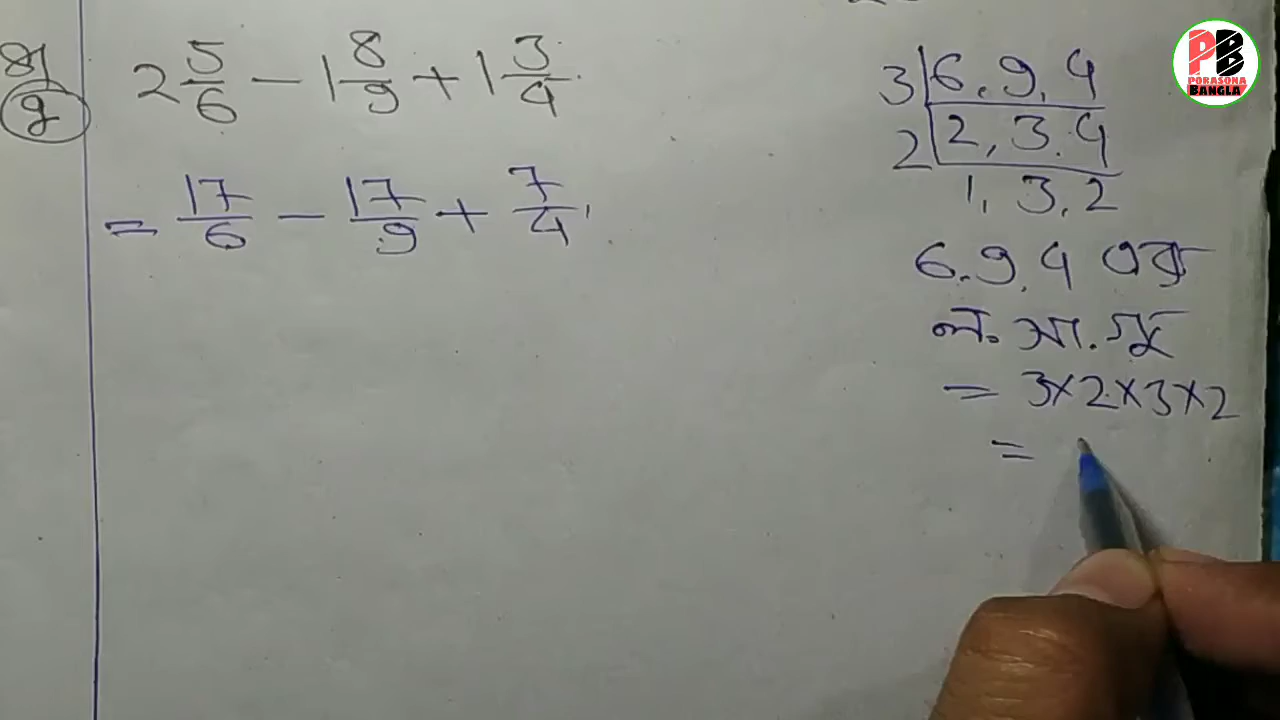 2 5/6 − 1 8/9 + 1 3/4
= 17/6 − 17/9 + 7/4
3 | 6, 9, 4
2 | 2, 3, 4
1, 3, 2
6, 9, 4 এর
ল. সা. গু
= 3×2×3×2
=
PB
PORASONA
BANGLA